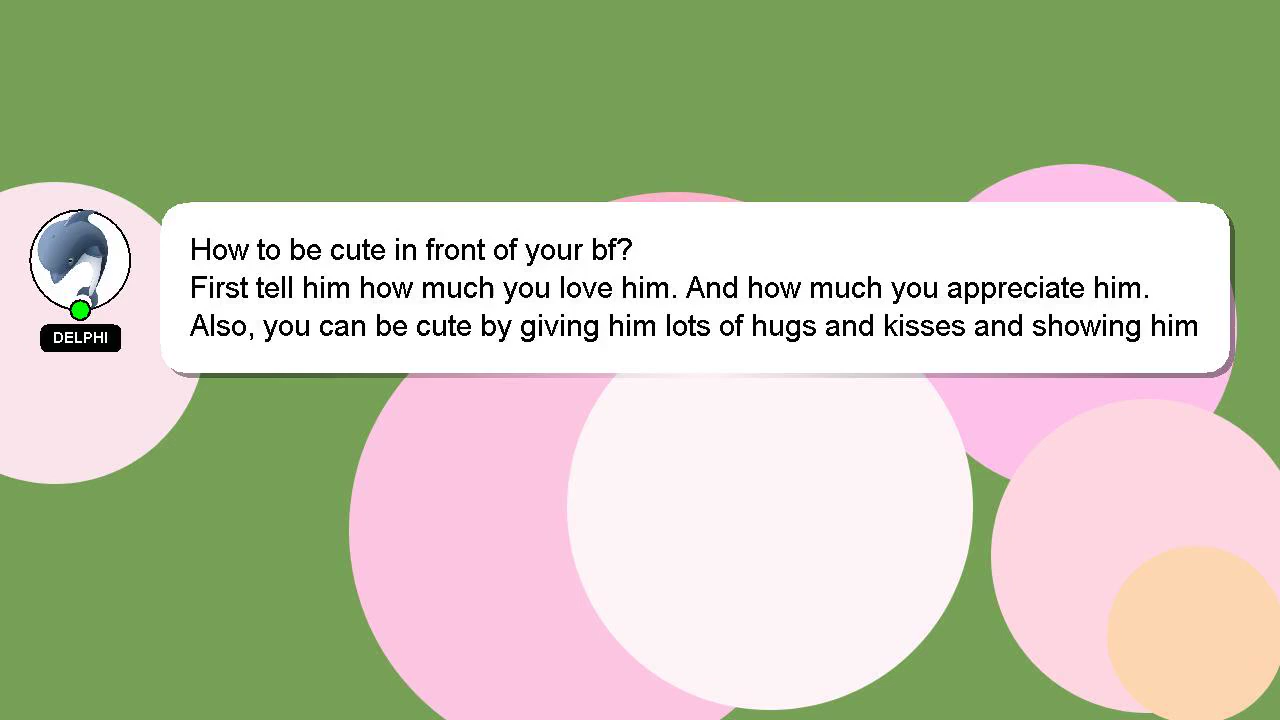 How to be cute in front of your bf?
First tell him how much you love him. And how much you appreciate him.
Also, you can be cute by giving him lots of hugs and kisses and showing him
DELPHI